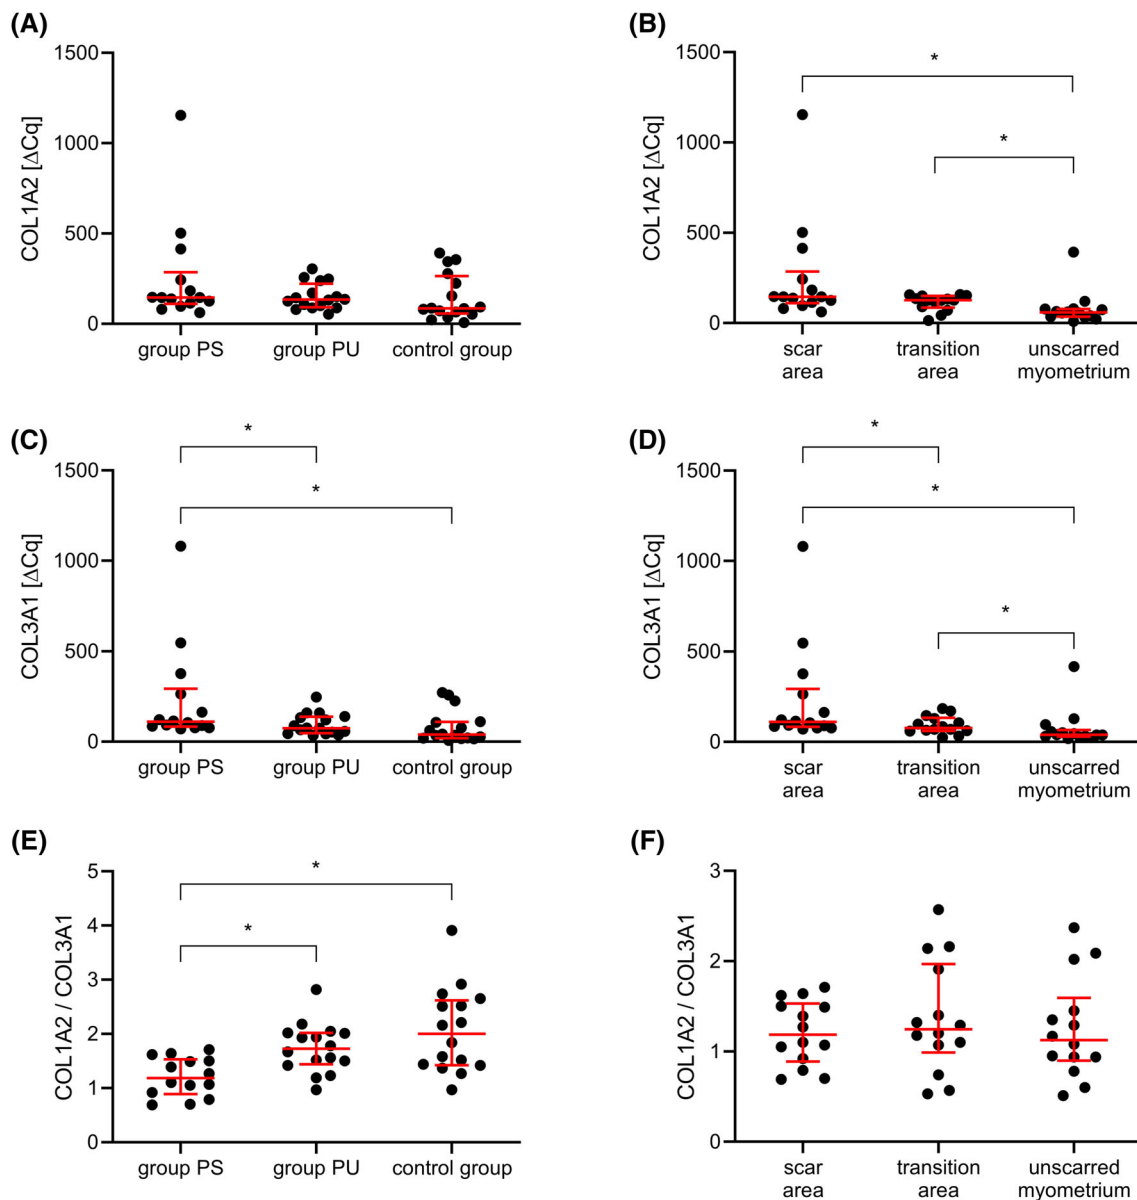 (A)
COL1A2 [ΔCq]
1500
1000
500
0
group PS
group PU
control group
(B)
COL1A2 [ΔCq]
1500
1000
500
0
*
*
scar
area
transition
area
unscarred
myometrium
(C)
COL3A1 [ΔCq]
1500
1000
500
0
*
*
group PS
group PU
control group
(D)
COL3A1 [ΔCq]
1500
1000
500
0
*
*
*
scar
area
transition
area
unscarred
myometrium
(E)
COL1A2 / COL3A1
5
4
3
2
1
0
*
*
group PS
group PU
control group
(F)
COL1A2 / COL3A1
3
2
1
0
scar
area
transition
area
unscarred
myometrium